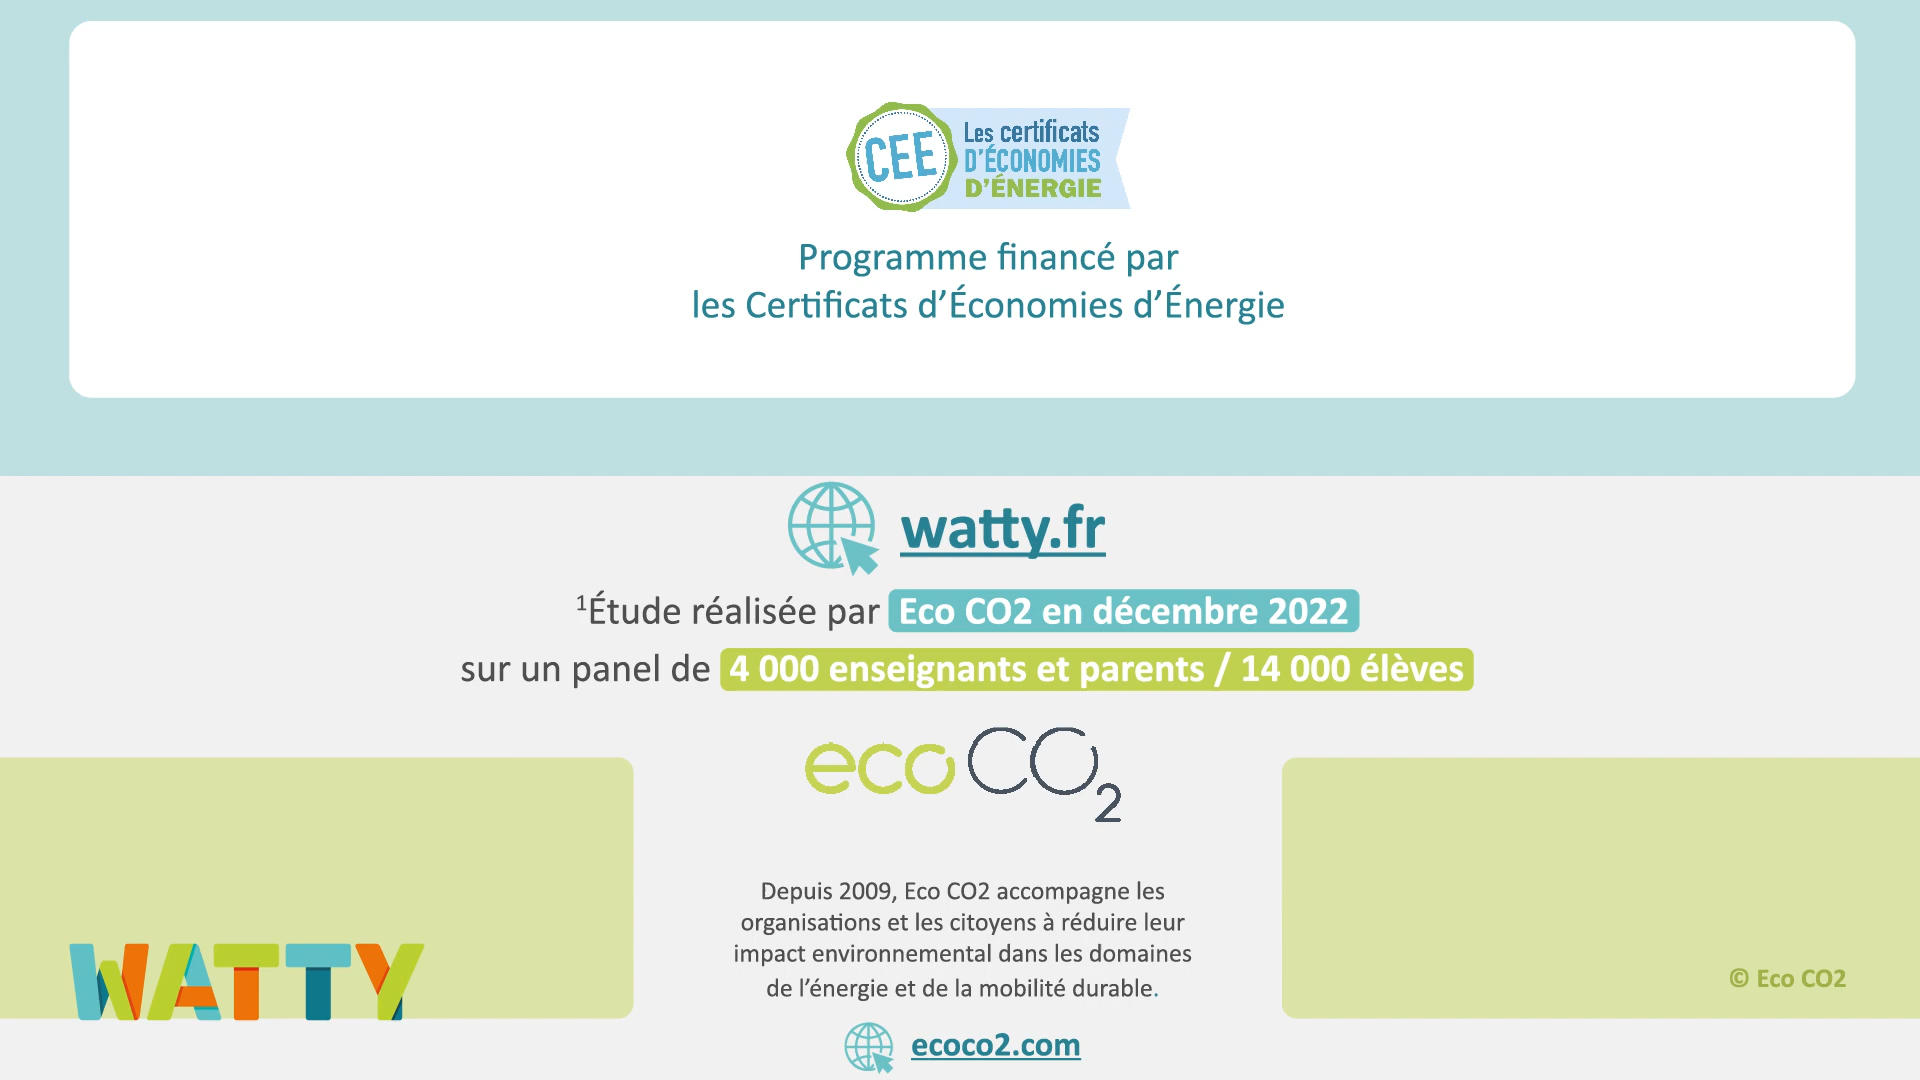 CEE
Les certificats
D’ÉCONOMIES
D’ÉNERGIE
Programme financé par
les Certificats d’Économies d’Énergie
watty.fr
¹Étude réalisée par Eco CO2 en décembre 2022
sur un panel de 4 000 enseignants et parents / 14 000 élèves
eco CO₂
Depuis 2009, Eco CO2 accompagne les
organisations et les citoyens à réduire leur
impact environnemental dans les domaines
de l’énergie et de la mobilité durable.
WATTY
© Eco CO2
ecoco2.com